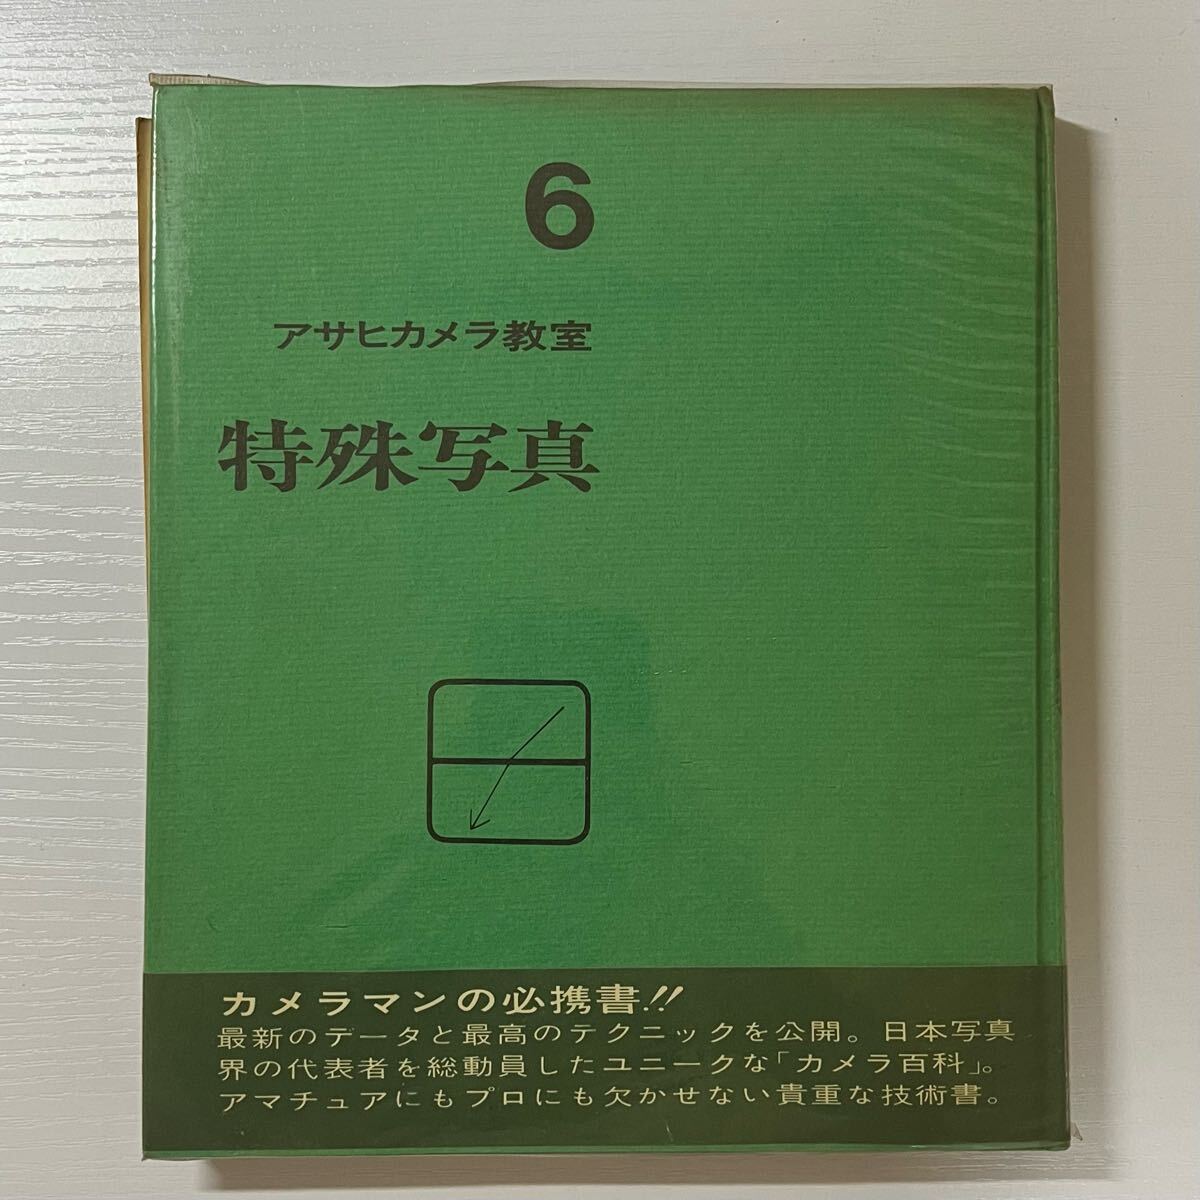 6
アサヒカメラ教室
特殊写真
カメラマンの必携書!!
最新のデータと最高のテクニックを公開。日本写真
界の代表者を総動員したユニークな「カメラ百科」。
アマチュアにもプロにも欠かせない貴重な技術書。